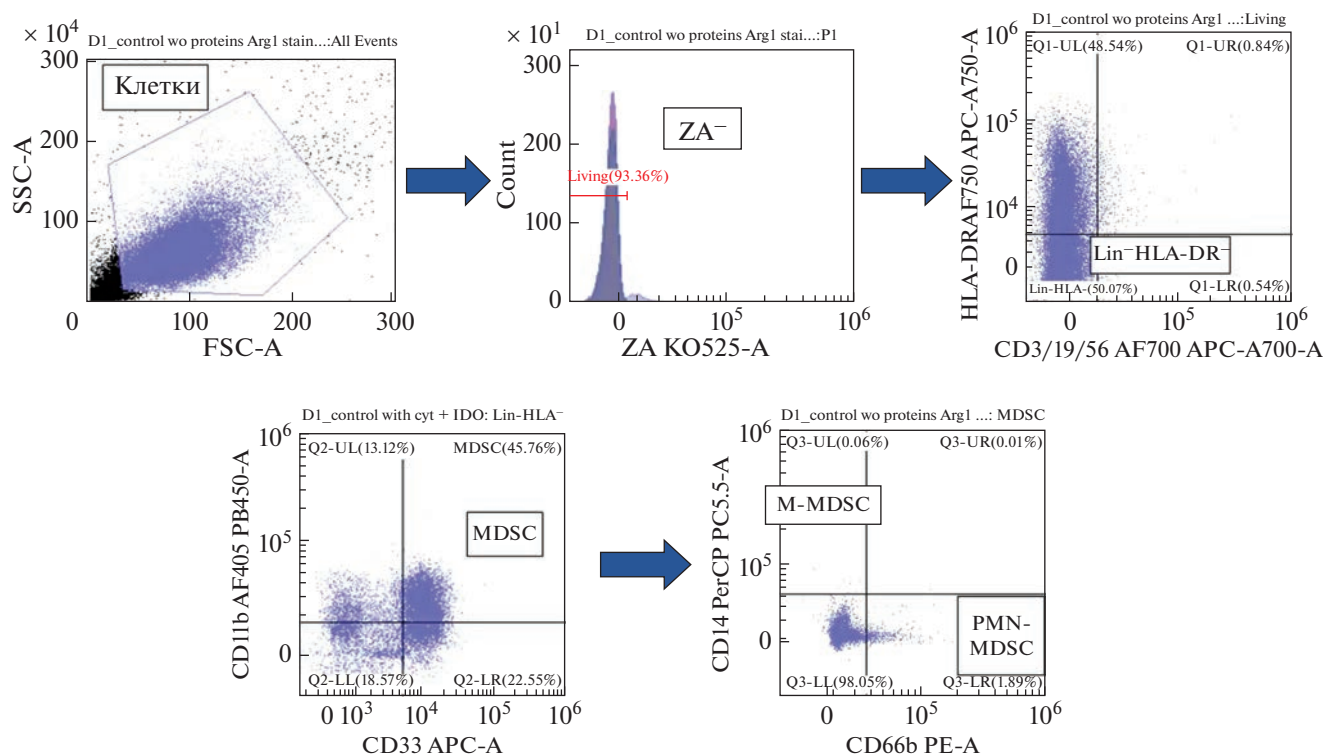 D1_control wo proteins Arg1 stain...:All Events
× 10⁴
300
200
100
0
SSC-A
Клетки
0 100 200 300
FSC-A
D1_control wo proteins Arg1 stai...:P1
× 10¹
300
200
100
0
Count
ZA⁻
Living(93.36%)
0 10⁵ 10⁶
ZA KO525-A
D1_control wo proteins Arg1 ...:Living
10⁶
10⁵
10⁴
0
HLA-DRAF750 APC-A750-A
Q1-UL(48.54%) Q1-UR(0.84%)
Lin⁻HLA-DR⁻
Lin-HLA-(50.07%) Q1-LR(0.54%)
0 10⁵ 10⁶
CD3/19/56 AF700 APC-A700-A
D1_control with cyt + IDO: Lin-HLA⁻
10⁶
10⁵
0
CD11b AF405 PB450-A
Q2-UL(13.12%) MDSC(45.76%)
MDSC
Q2-LL(18.57%) Q2-LR(22.55%)
0 10³ 10⁴ 10⁵ 10⁶
CD33 APC-A
D1_control wo proteins Arg1 ...: MDSC
10⁶
10⁵
0
CD14 PerCP PC5.5-A
Q3-UL(0.06%) Q3-UR(0.01%)
M-MDSC
PMN-
MDSC
Q3-LL(98.05%) Q3-LR(1.89%)
0 10⁵ 10⁶
CD66b PE-A